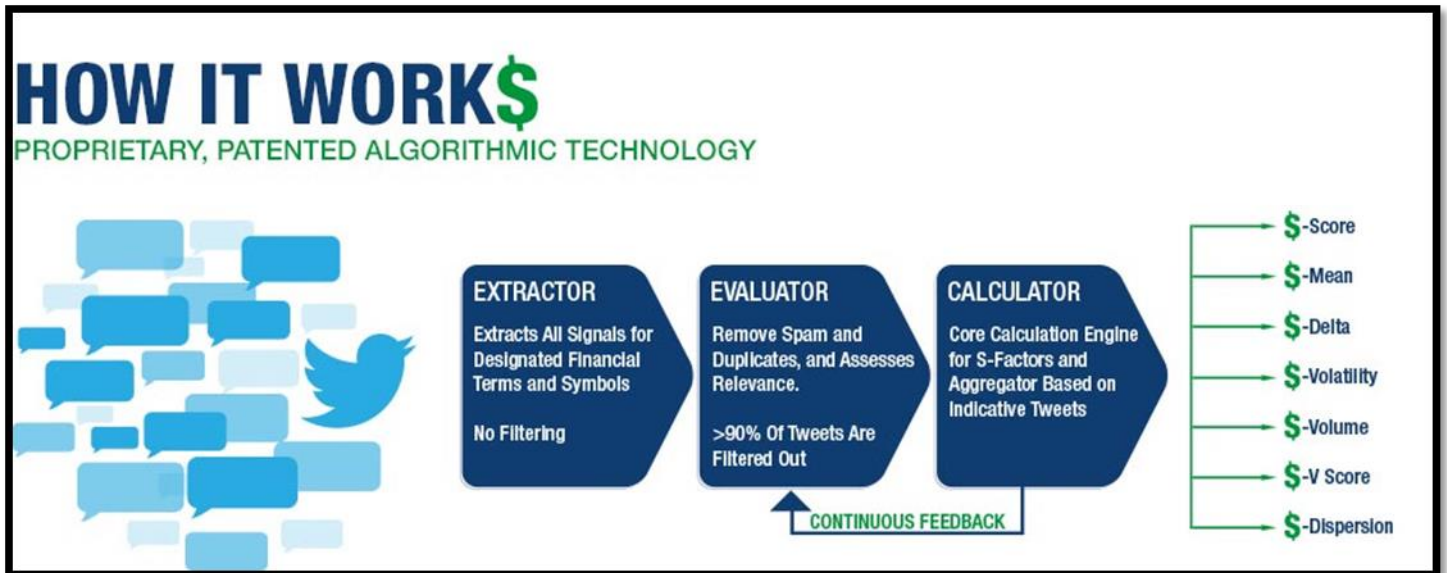 HOW IT WORK$
PROPRIETARY, PATENTED ALGORITHMIC TECHNOLOGY
EXTRACTOR
Extracts All Signals for
Designated Financial
Terms and Symbols
No Filtering
EVALUATOR
Remove Spam and
Duplicates, and Assesses
Relevance.
>90% Of Tweets Are
Filtered Out
CALCULATOR
Core Calculation Engine
for S-Factors and
Aggregator Based on
Indicative Tweets
CONTINUOUS FEEDBACK
$-Score
$-Mean
$-Delta
$-Volatility
$-Volume
$-V Score
$-Dispersion